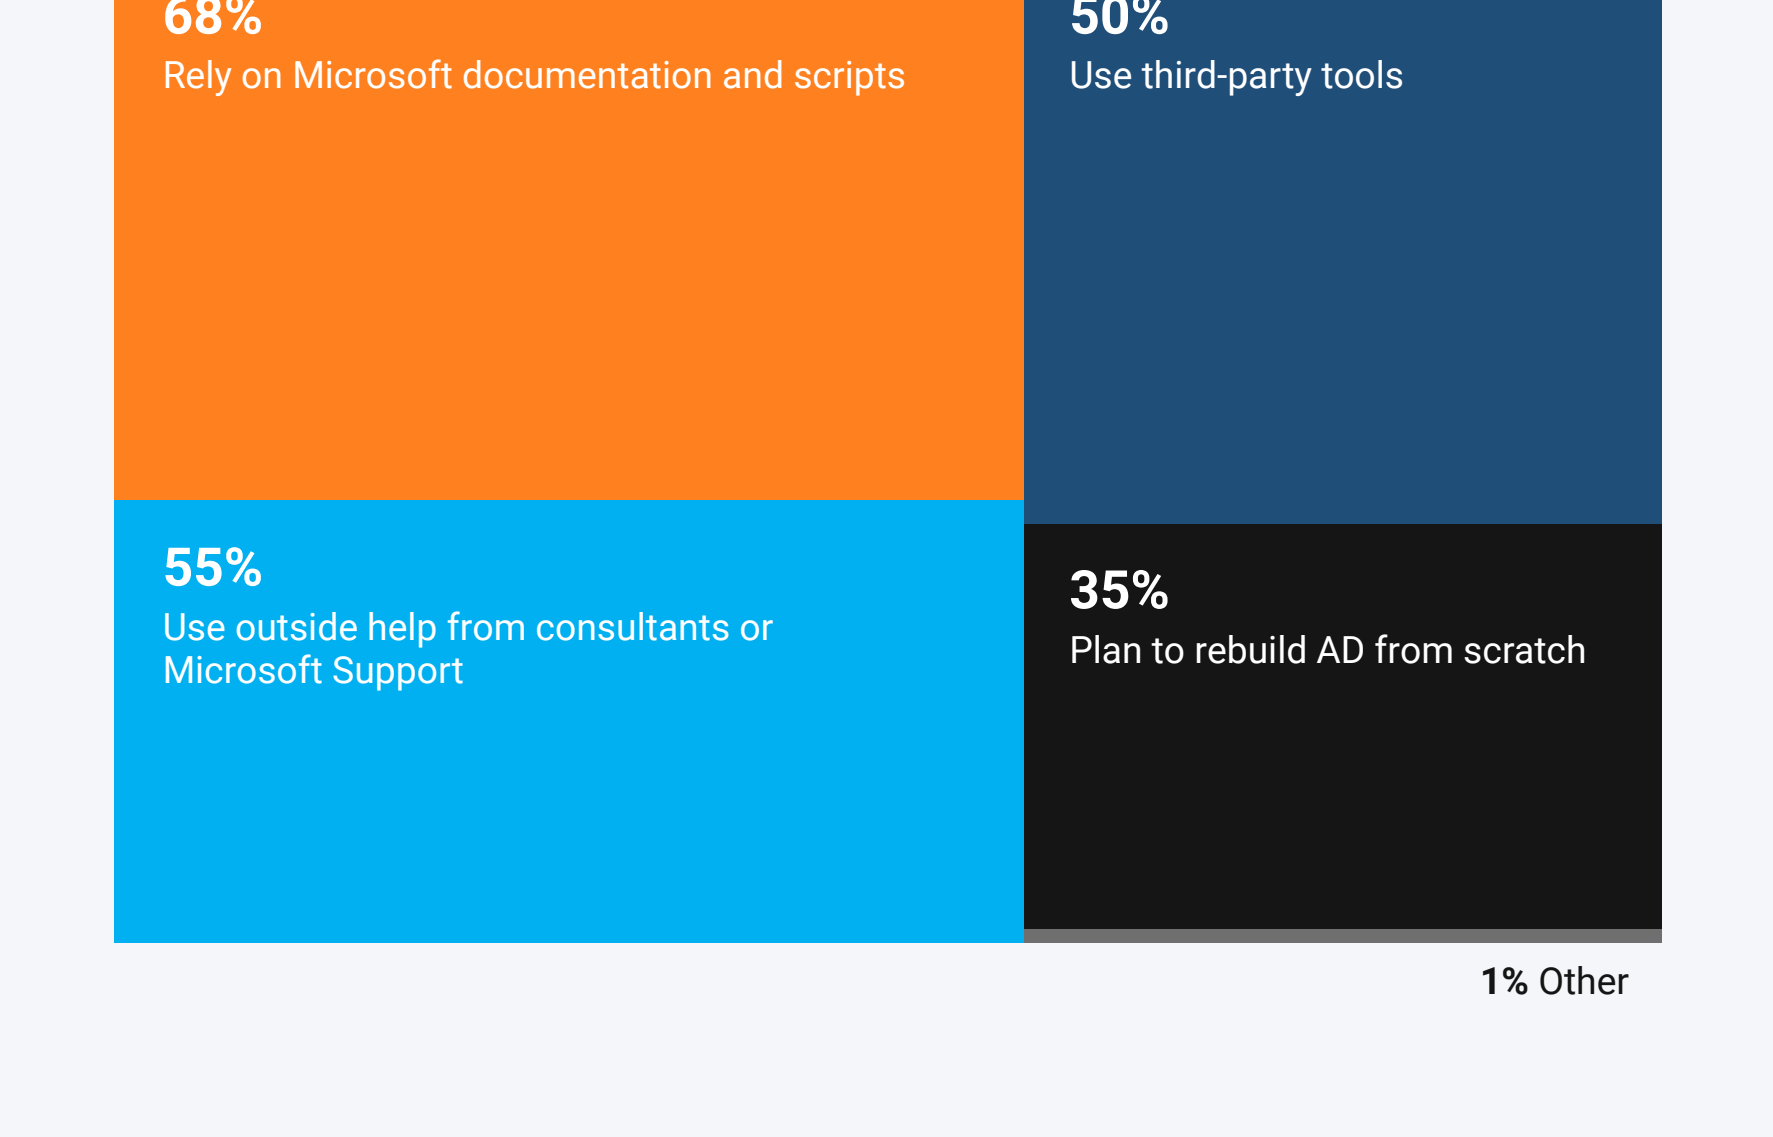 68%
Rely on Microsoft documentation and scripts
50%
Use third-party tools
55%
Use outside help from consultants or
Microsoft Support
35%
Plan to rebuild AD from scratch
1% Other